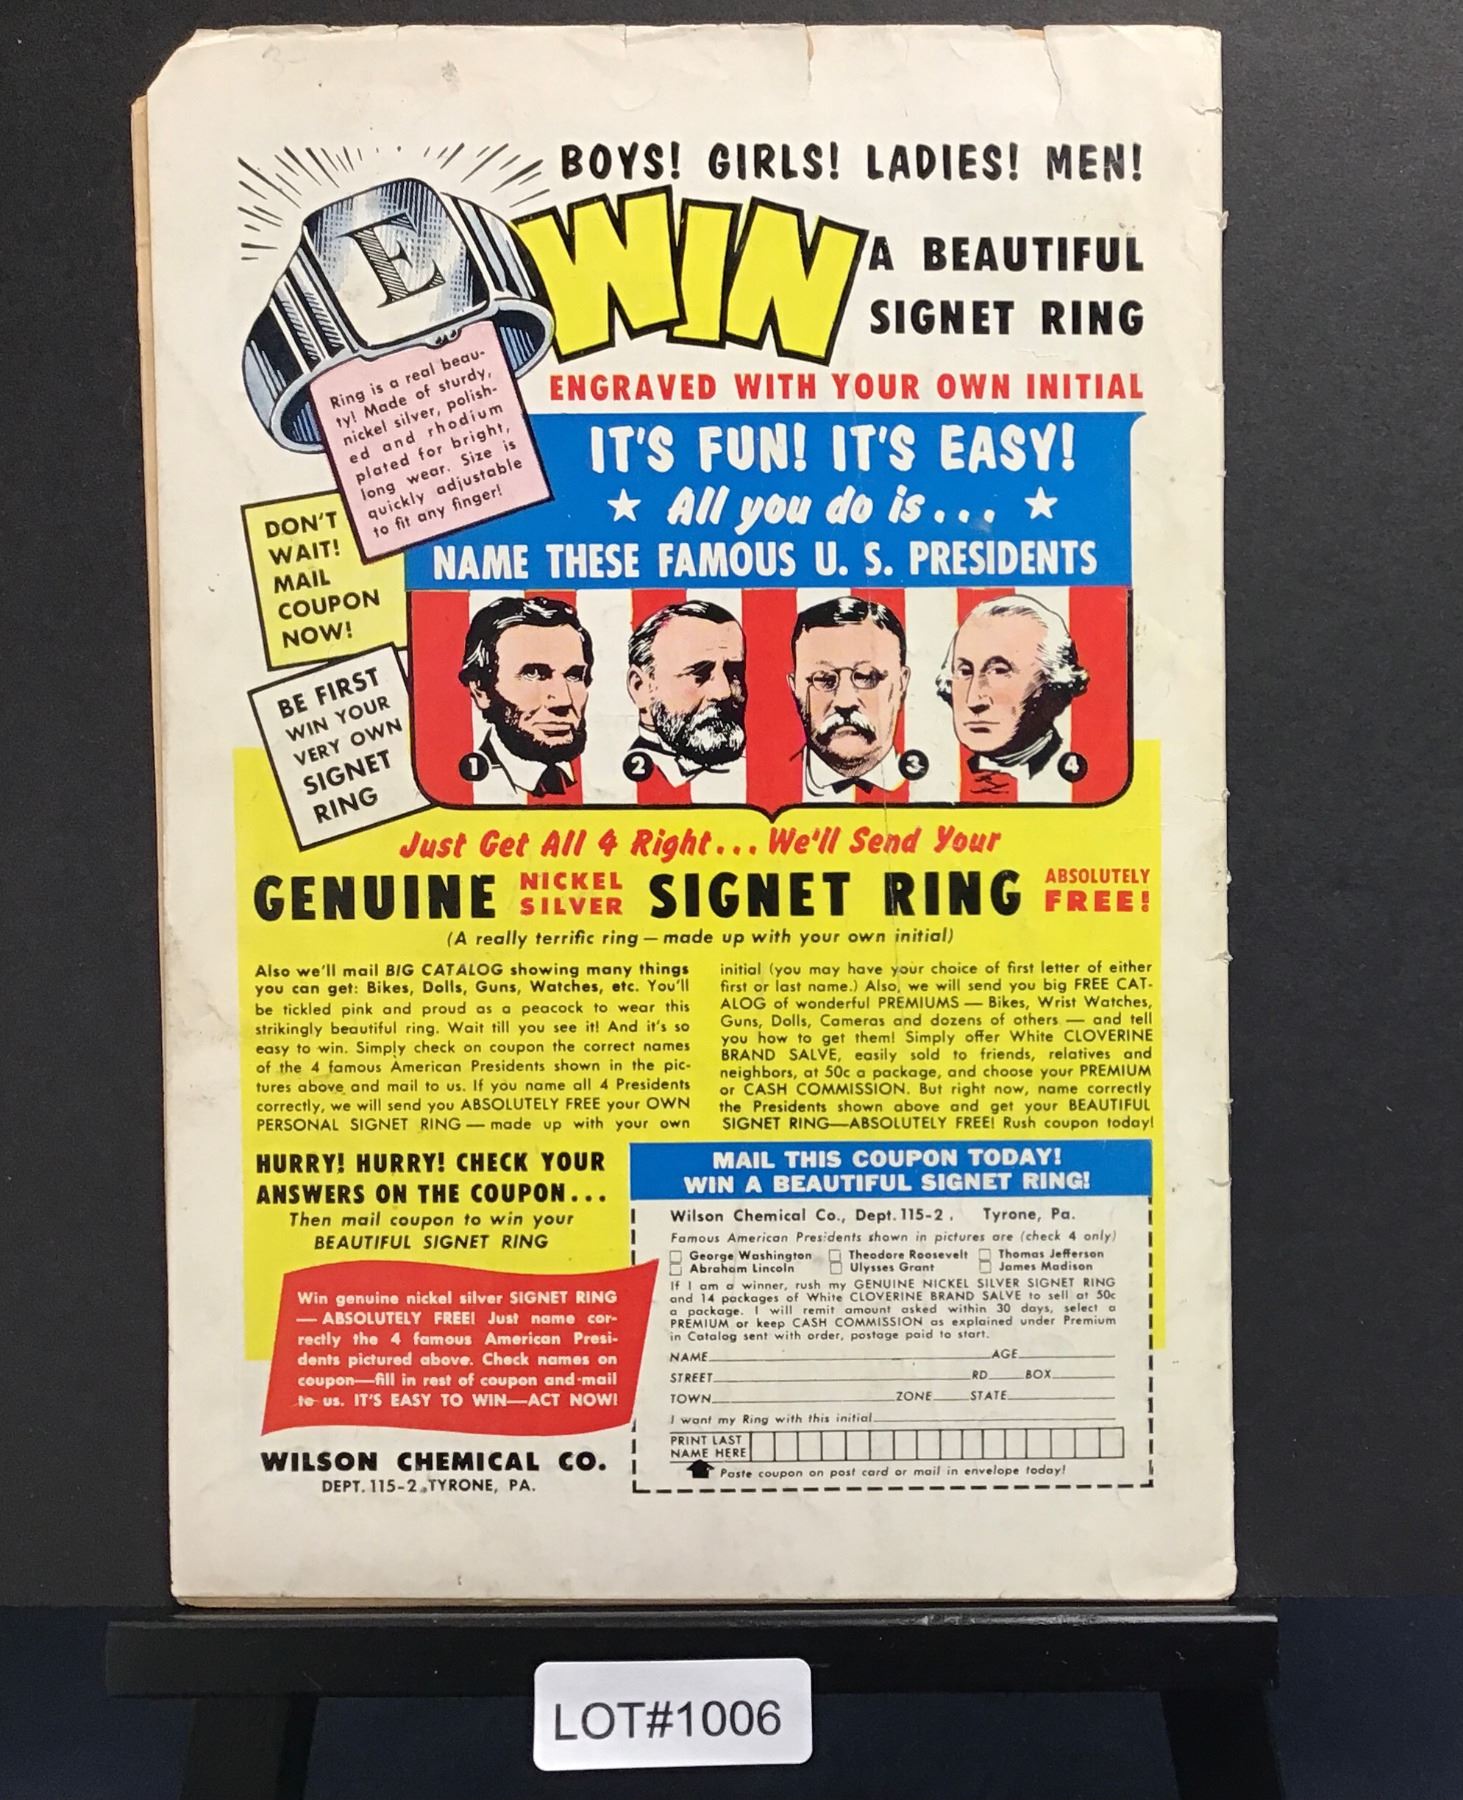 BOYS! GIRLS! LADIES! MEN!
WIN
A BEAUTIFUL
SIGNET RING
ENGRAVED WITH YOUR OWN INITIAL
E
Ring is a real beau-
ty! Made of sturdy,
nickel silver, polish-
ed and rhodium
plated for bright,
long wear. Size is
quickly adjustable
to fit any finger!
IT'S FUN! IT'S EASY!
★ All you do is... ★
NAME THESE FAMOUS U. S. PRESIDENTS
DON'T
WAIT!
MAIL
COUPON
NOW!
BE FIRST
WIN YOUR
VERY OWN
SIGNET
RING
1 2 3 4
Just Get All 4 Right... We'll Send Your
GENUINE NICKEL SILVER SIGNET RING ABSOLUTELY FREE!
(A really terrific ring — made up with your own initial)
Also we'll mail BIG CATALOG showing many things
you can get: Bikes, Dolls, Guns, Watches, etc. You'll
be tickled pink and proud as a peacock to wear this
strikingly beautiful ring. Wait till you see it! And it's so
easy to win. Simply check on coupon the correct names
of the 4 famous American Presidents shown in the pic-
tures above and mail to us. If you name all 4 Presidents
correctly, we will send you ABSOLUTELY FREE your OWN
PERSONAL SIGNET RING — made up with your own
initial (you may have your choice of first letter of either
first or last name.) Also, we will send you big FREE CAT-
ALOG of wonderful PREMIUMS — Bikes, Wrist Watches,
Guns, Dolls, Cameras and dozens of others — and tell
you how to get them! Simply offer White CLOVERINE
BRAND SALVE, easily sold to friends, relatives and
neighbors, at 50c a package, and choose your PREMIUM
or CASH COMMISSION. But right now, name correctly
the Presidents shown above and get your BEAUTIFUL
SIGNET RING—ABSOLUTELY FREE! Rush coupon today!
HURRY! HURRY! CHECK YOUR
ANSWERS ON THE COUPON...
Then mail coupon to win your
BEAUTIFUL SIGNET RING
Win genuine nickel silver SIGNET RING
— ABSOLUTELY FREE! Just name cor-
rectly the 4 famous American Presi-
dents pictured above. Check names on
coupon—fill in rest of coupon and mail
to us. IT'S EASY TO WIN—ACT NOW!
WILSON CHEMICAL CO.
DEPT. 115-2, TYRONE, PA.
MAIL THIS COUPON TODAY!
WIN A BEAUTIFUL SIGNET RING!
Wilson Chemical Co., Dept. 115-2, Tyrone, Pa.
Famous American Presidents shown in pictures are (check 4 only)
George Washington Theodore Roosevelt Thomas Jefferson
Abraham Lincoln Ulysses Grant James Madison
If I am a winner, rush my GENUINE NICKEL SILVER SIGNET RING
and 14 packages of White CLOVERINE BRAND SALVE to sell at 50c
a package. I will remit amount asked within 30 days, select a
PREMIUM or keep CASH COMMISSION as explained under Premium
in Catalog sent with order, postage paid to start.
NAME AGE
STREET RD BOX
TOWN ZONE STATE
I want my Ring with this initial
PRINT LAST
NAME HERE
Paste coupon on post card or mail in envelope today!
LOT#1006